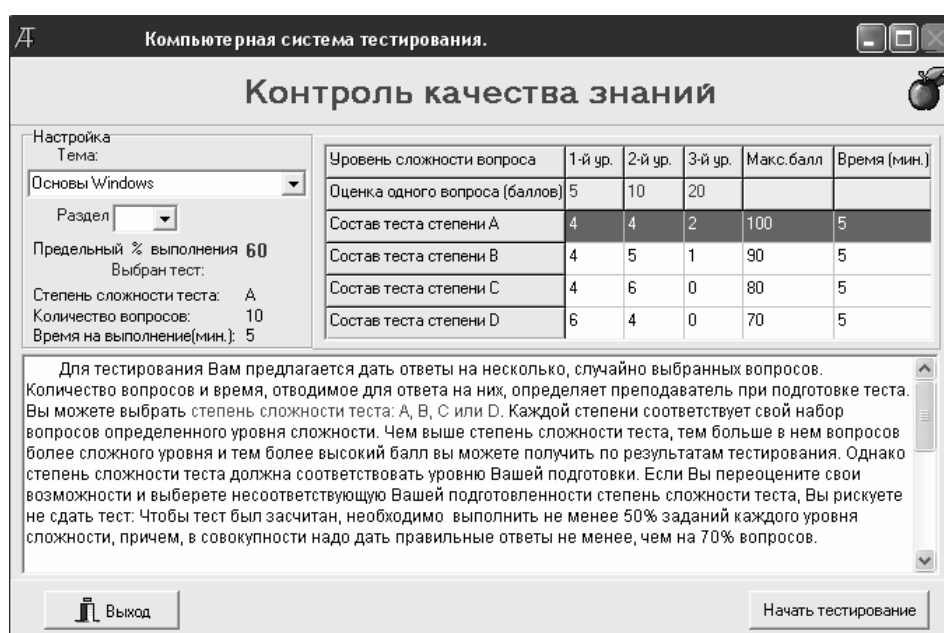 Компьютерная система тестирования.
Контроль качества знаний
Настройка
Тема:
Основы Windows
Раздел
Предельный % выполнения 60
Выбран тест:
Степень сложности теста: A
Количество вопросов: 10
Время на выполнение(мин.): 5
Уровень сложности вопроса 1-й ур. 2-й ур. 3-й ур. Макс.балл Время (мин.)
Оценка одного вопроса (баллов) 5 10 20
Состав теста степени A 4 4 2 100 5
Состав теста степени B 4 5 1 90 5
Состав теста степени C 4 6 0 80 5
Состав теста степени D 6 4 0 70 5
Для тестирования Вам предлагается дать ответы на несколько, случайно выбранных вопросов.
Количество вопросов и время, отводимое для ответа на них, определяет преподаватель при подготовке теста.
Вы можете выбрать степень сложности теста: A, B, C или D. Каждой степени соответствует свой набор
вопросов определенного уровня сложности. Чем выше степень сложности теста, тем больше в нем вопросов
более сложного уровня и тем более высокий балл вы можете получить по результатам тестирования. Однако
степень сложности теста должна соответствовать уровню Вашей подготовки. Если Вы переоцените свои
возможности и выберете несоответствующую Вашей подготовленности степень сложности теста, Вы рискуете
не сдать тест: Чтобы тест был засчитан, необходимо выполнить не менее 50% заданий каждого уровня
сложности, причем, в совокупности надо дать правильные ответы не менее, чем на 70% вопросов.
Выход
Начать тестирование